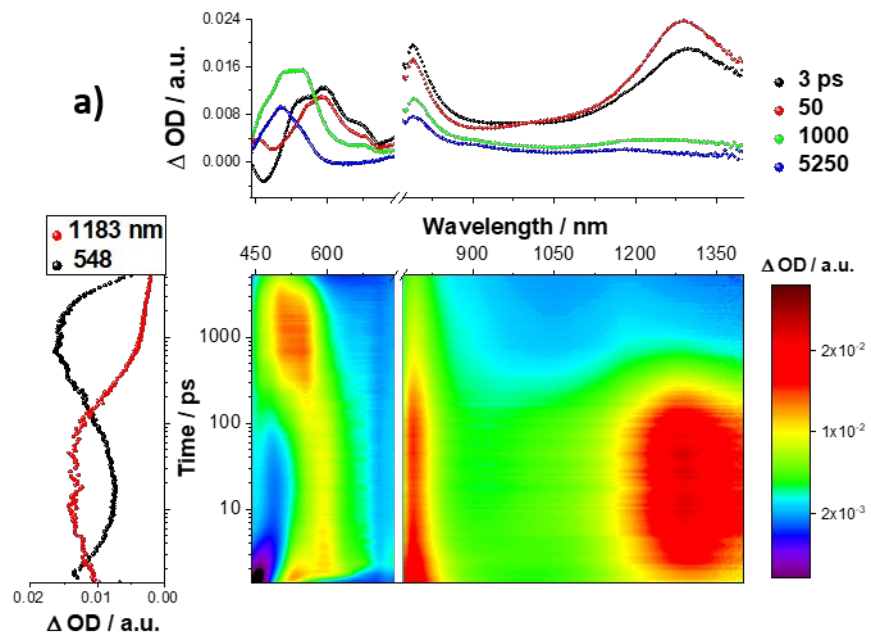 a)
Δ OD / a.u.
0.024
0.016
0.008
0.000
3 ps
50
1000
5250
Wavelength / nm
450 600 900 1050 1200 1350
1183 nm
548
Time / ps
1000
100
10
0.02 0.01 0.00
Δ OD / a.u.
Δ OD / a.u.
2x10⁻²
1x10⁻²
2x10⁻³